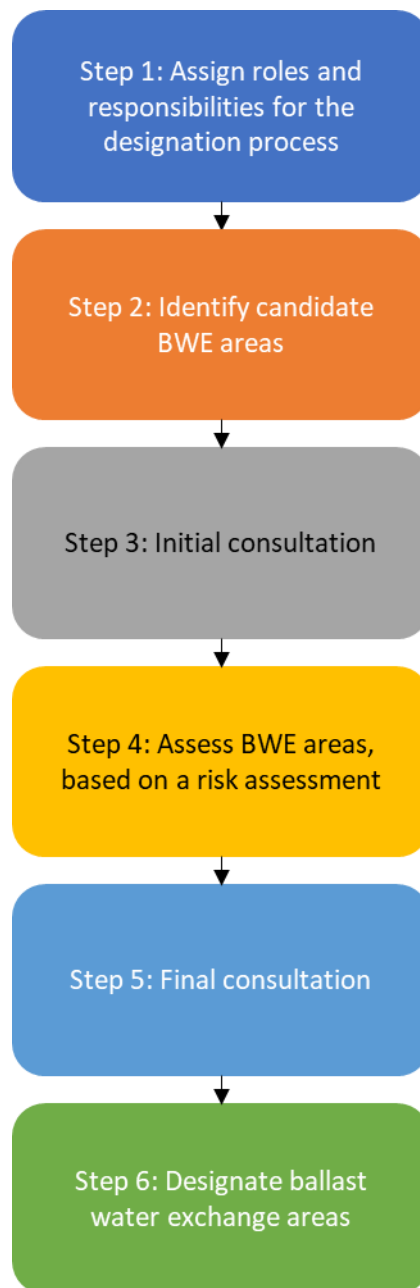 Step 1: Assign roles and
responsibilities for the
designation process
Step 2: Identify candidate
BWE areas
Step 3: Initial consultation
Step 4: Assess BWE areas,
based on a risk assessment
Step 5: Final consultation
Step 6: Designate ballast
water exchange areas